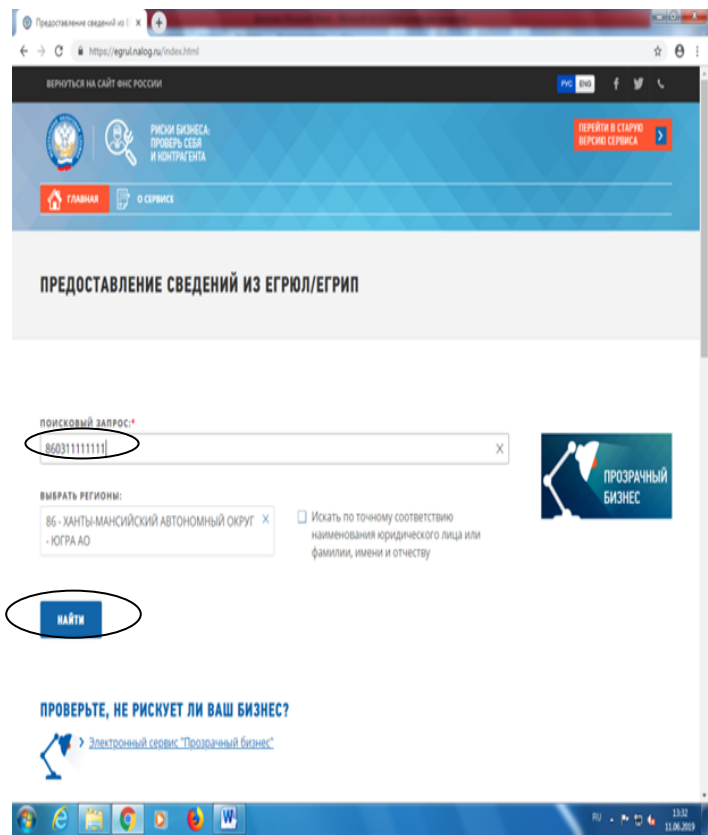 Предоставление сведений из Е
https://egrul.nalog.ru/index.html
ВЕРНУТЬСЯ НА САЙТ ФНС РОССИИ
РУС ENG
РИСКИ БИЗНЕСА:
ПРОВЕРЬ СЕБЯ
И КОНТРАГЕНТА
ПЕРЕЙТИ В СТАРУЮ
ВЕРСИЮ СЕРВИСА
ГЛАВНАЯ
О СЕРВИСЕ
ПРЕДОСТАВЛЕНИЕ СВЕДЕНИЙ ИЗ ЕГРЮЛ/ЕГРИП
ПОИСКОВЫЙ ЗАПРОС:*
860311111111
ПРОЗРАЧНЫЙ
БИЗНЕС
ВЫБРАТЬ РЕГИОНЫ:
86 - ХАНТЫ-МАНСИЙСКИЙ АВТОНОМНЫЙ ОКРУГ
- ЮГРА АО
Искать по точному соответствию
наименования юридического лица или
фамилии, имени и отчеству
НАЙТИ
ПРОВЕРЬТЕ, НЕ РИСКУЕТ ЛИ ВАШ БИЗНЕС?
Электронный сервис "Прозрачный бизнес"
RU
13:32
11.06.2019